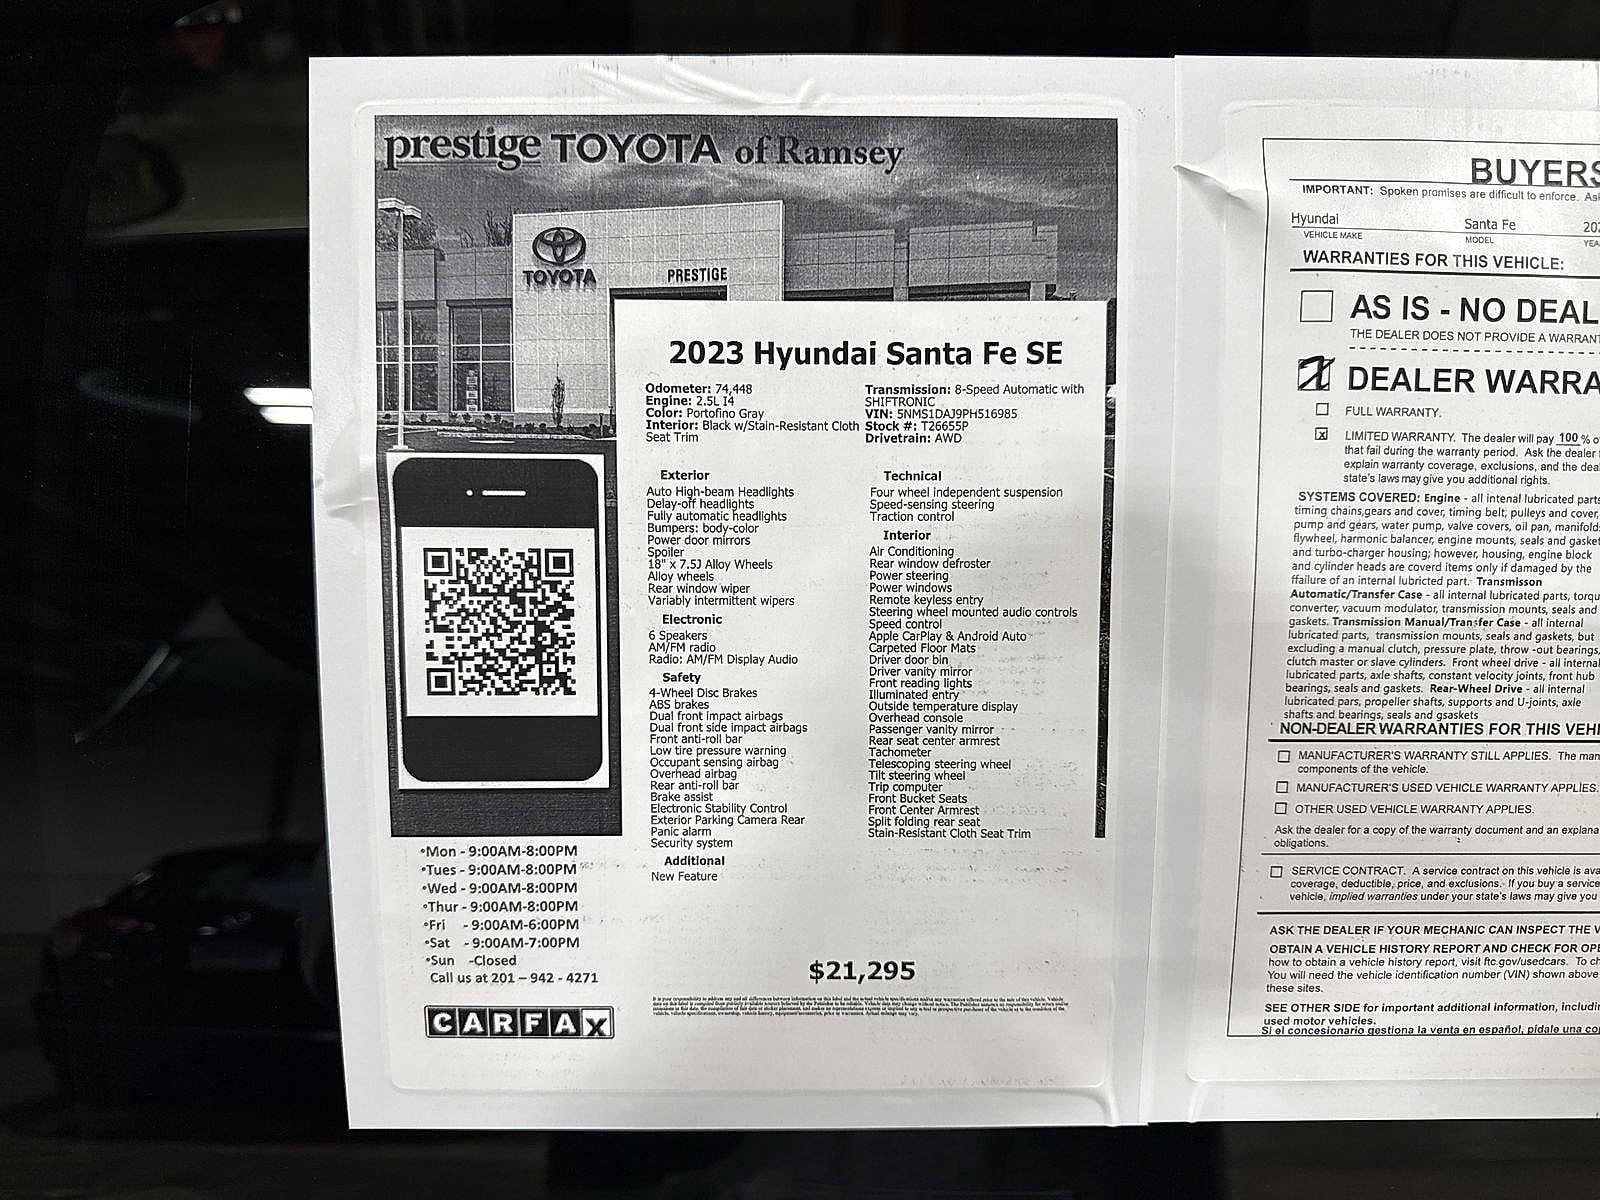 prestige TOYOTA of Ramsey
TOYOTA
PRESTIGE
2023 Hyundai Santa Fe SE
Odometer: 74,448
Engine: 2.5L I4
Color: Portofino Gray
Interior: Black w/Stain-Resistant Cloth
Seat Trim
Transmission: 8-Speed Automatic with
SHIFTRONIC
VIN: 5NMS1DAJ9PH516985
Stock #: T26655P
Drivetrain: AWD
Exterior
Auto High-beam Headlights
Delay-off headlights
Fully automatic headlights
Bumpers: body-color
Power door mirrors
Spoiler
18" x 7.5J Alloy Wheels
Alloy wheels
Rear window wiper
Variably intermittent wipers
Electronic
6 Speakers
AM/FM radio
Radio: AM/FM Display Audio
Safety
4-Wheel Disc Brakes
ABS brakes
Dual front impact airbags
Dual front side impact airbags
Front anti-roll bar
Low tire pressure warning
Occupant sensing airbag
Overhead airbag
Rear anti-roll bar
Brake assist
Electronic Stability Control
Exterior Parking Camera Rear
Panic alarm
Security system
Additional
New Feature
Technical
Four wheel independent suspension
Speed-sensing steering
Traction control
Interior
Air Conditioning
Rear window defroster
Power steering
Power windows
Remote keyless entry
Steering wheel mounted audio controls
Speed control
Apple CarPlay & Android Auto
Carpeted Floor Mats
Driver door bin
Driver vanity mirror
Front reading lights
Illuminated entry
Outside temperature display
Overhead console
Passenger vanity mirror
Rear seat center armrest
Tachometer
Telescoping steering wheel
Tilt steering wheel
Trip computer
Front Bucket Seats
Front Center Armrest
Split folding rear seat
Stain-Resistant Cloth Seat Trim
$21,295
•Mon - 9:00AM-8:00PM
•Tues - 9:00AM-8:00PM
•Wed - 9:00AM-8:00PM
•Thur - 9:00AM-8:00PM
•Fri - 9:00AM-6:00PM
•Sat - 9:00AM-7:00PM
•Sun -Closed
Call us at 201 – 942 - 4271
CARFAX
BUYERS
IMPORTANT: Spoken promises are difficult to enforce. Ask
Hyundai Santa Fe 202
VEHICLE MAKE MODEL YEA
WARRANTIES FOR THIS VEHICLE:
AS IS - NO DEAL
THE DEALER DOES NOT PROVIDE A WARRANT
DEALER WARRA
FULL WARRANTY.
LIMITED WARRANTY. The dealer will pay 100 % o
that fail during the warranty period. Ask the dealer
explain warranty coverage, exclusions, and the deal
state's laws may give you additional rights.
SYSTEMS COVERED: Engine - all intenal lubricated parts
timing chains,gears and cover, timing belt, pulleys and cover,
pump and gears, water pump, valve covers, oil pan, manifold
flywheel, harmonic balancer, engine mounts, seals and gasket
and turbo-charger housing; however, housing, engine block
and cylinder heads are coverd items only if damaged by the
ffailure of an internal lubricted part. Transmisson
Automatic/Transfer Case - all internal lubricated parts, torqu
converter, vacuum modulator, transmission mounts, seals and
gaskets. Transmission Manual/Transfer Case - all internal
lubricated parts, transmission mounts, seals and gaskets, but
excluding a manual clutch, pressure plate, throw -out bearings,
clutch master or slave cylinders. Front wheel drive - all internal
lubricated parts, axle shafts, constant velocity joints, front hub
bearings, seals and gaskets. Rear-Wheel Drive - all internal
lubricated pars, propeller shafts, supports and U-joints, axle
shafts and bearings, seals and gsaskets
NON-DEALER WARRANTIES FOR THIS VEHI
MANUFACTURER'S WARRANTY STILL APPLIES. The man
components of the vehicle.
MANUFACTURER'S USED VEHICLE WARRANTY APPLIES.
OTHER USED VEHICLE WARRANTY APPLIES.
Ask the dealer for a copy of the warranty document and an explana
obligations.
SERVICE CONTRACT. A service contract on this vehicle is ava
coverage, deductible, price, and exclusions. If you buy a service
vehicle, implied warranties under your state's laws may give you
ASK THE DEALER IF YOUR MECHANIC CAN INSPECT THE V
OBTAIN A VEHICLE HISTORY REPORT AND CHECK FOR OPE
how to obtain a vehicle history report, visit ftc.gov/usedcars. To ch
You will need the vehicle identification number (VIN) shown above
these sites.
SEE OTHER SIDE for important additional information, includin
used motor vehicles.
Si el concesionario gestiona la venta en español, pídale una cop